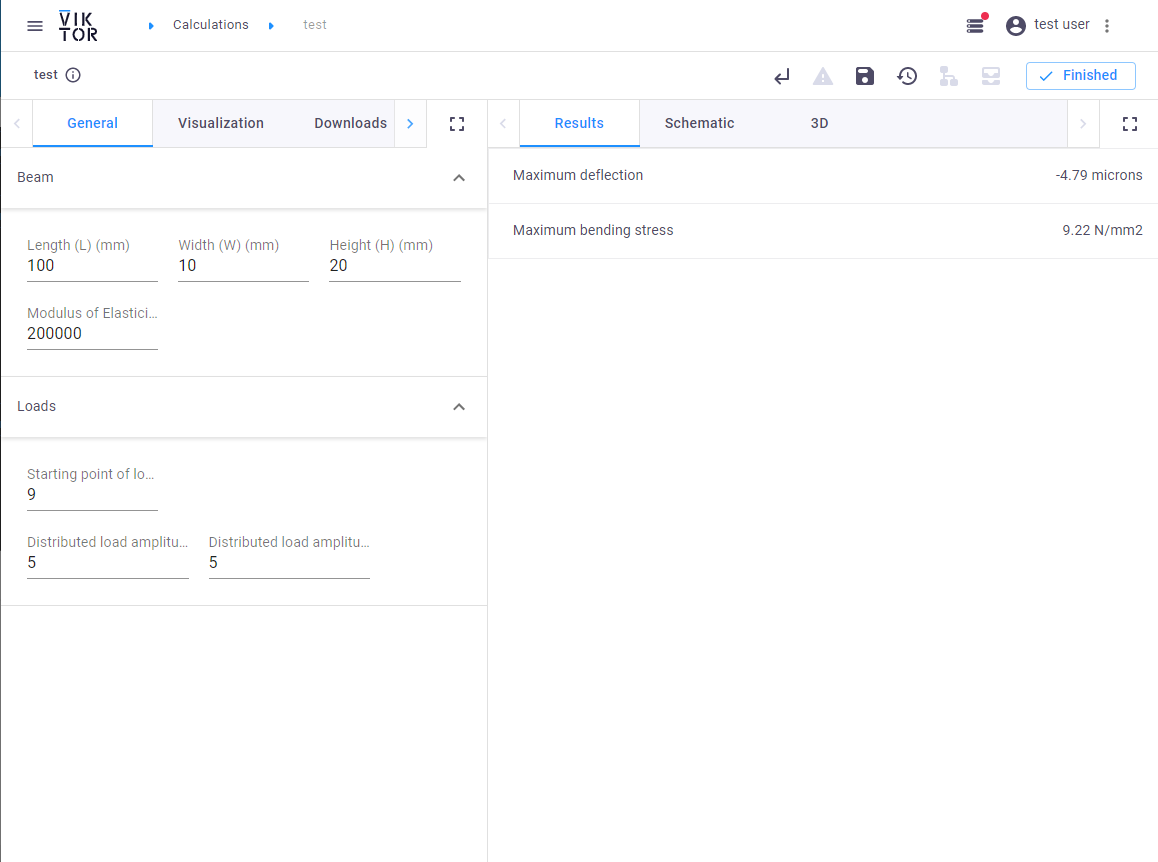 VIKTOR
Calculations
test
test user
test
Finished
General
Visualization
Downloads
Results
Schematic
3D
Beam
Length (L) (mm)
100
Width (W) (mm)
10
Height (H) (mm)
20
Modulus of Elastici...
200000
Loads
Starting point of lo...
9
Distributed load amplitu...
5
Distributed load amplitu...
5
Maximum deflection
-4.79 microns
Maximum bending stress
9.22 N/mm2